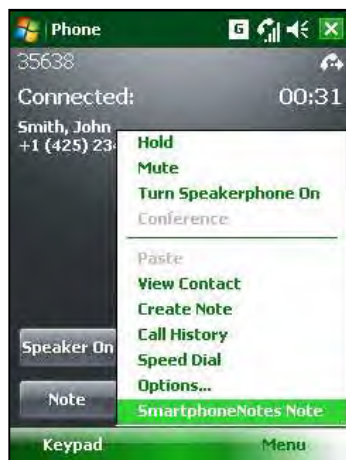 Phone
G
35638
Connected: 00:31
Smith, John
+1 (425) 23
Hold
Mute
Turn Speakerphone On
Conference
Paste
View Contact
Create Note
Call History
Speed Dial
Options...
SmartphoneNotes Note
Speaker On
Note
Keypad Menu